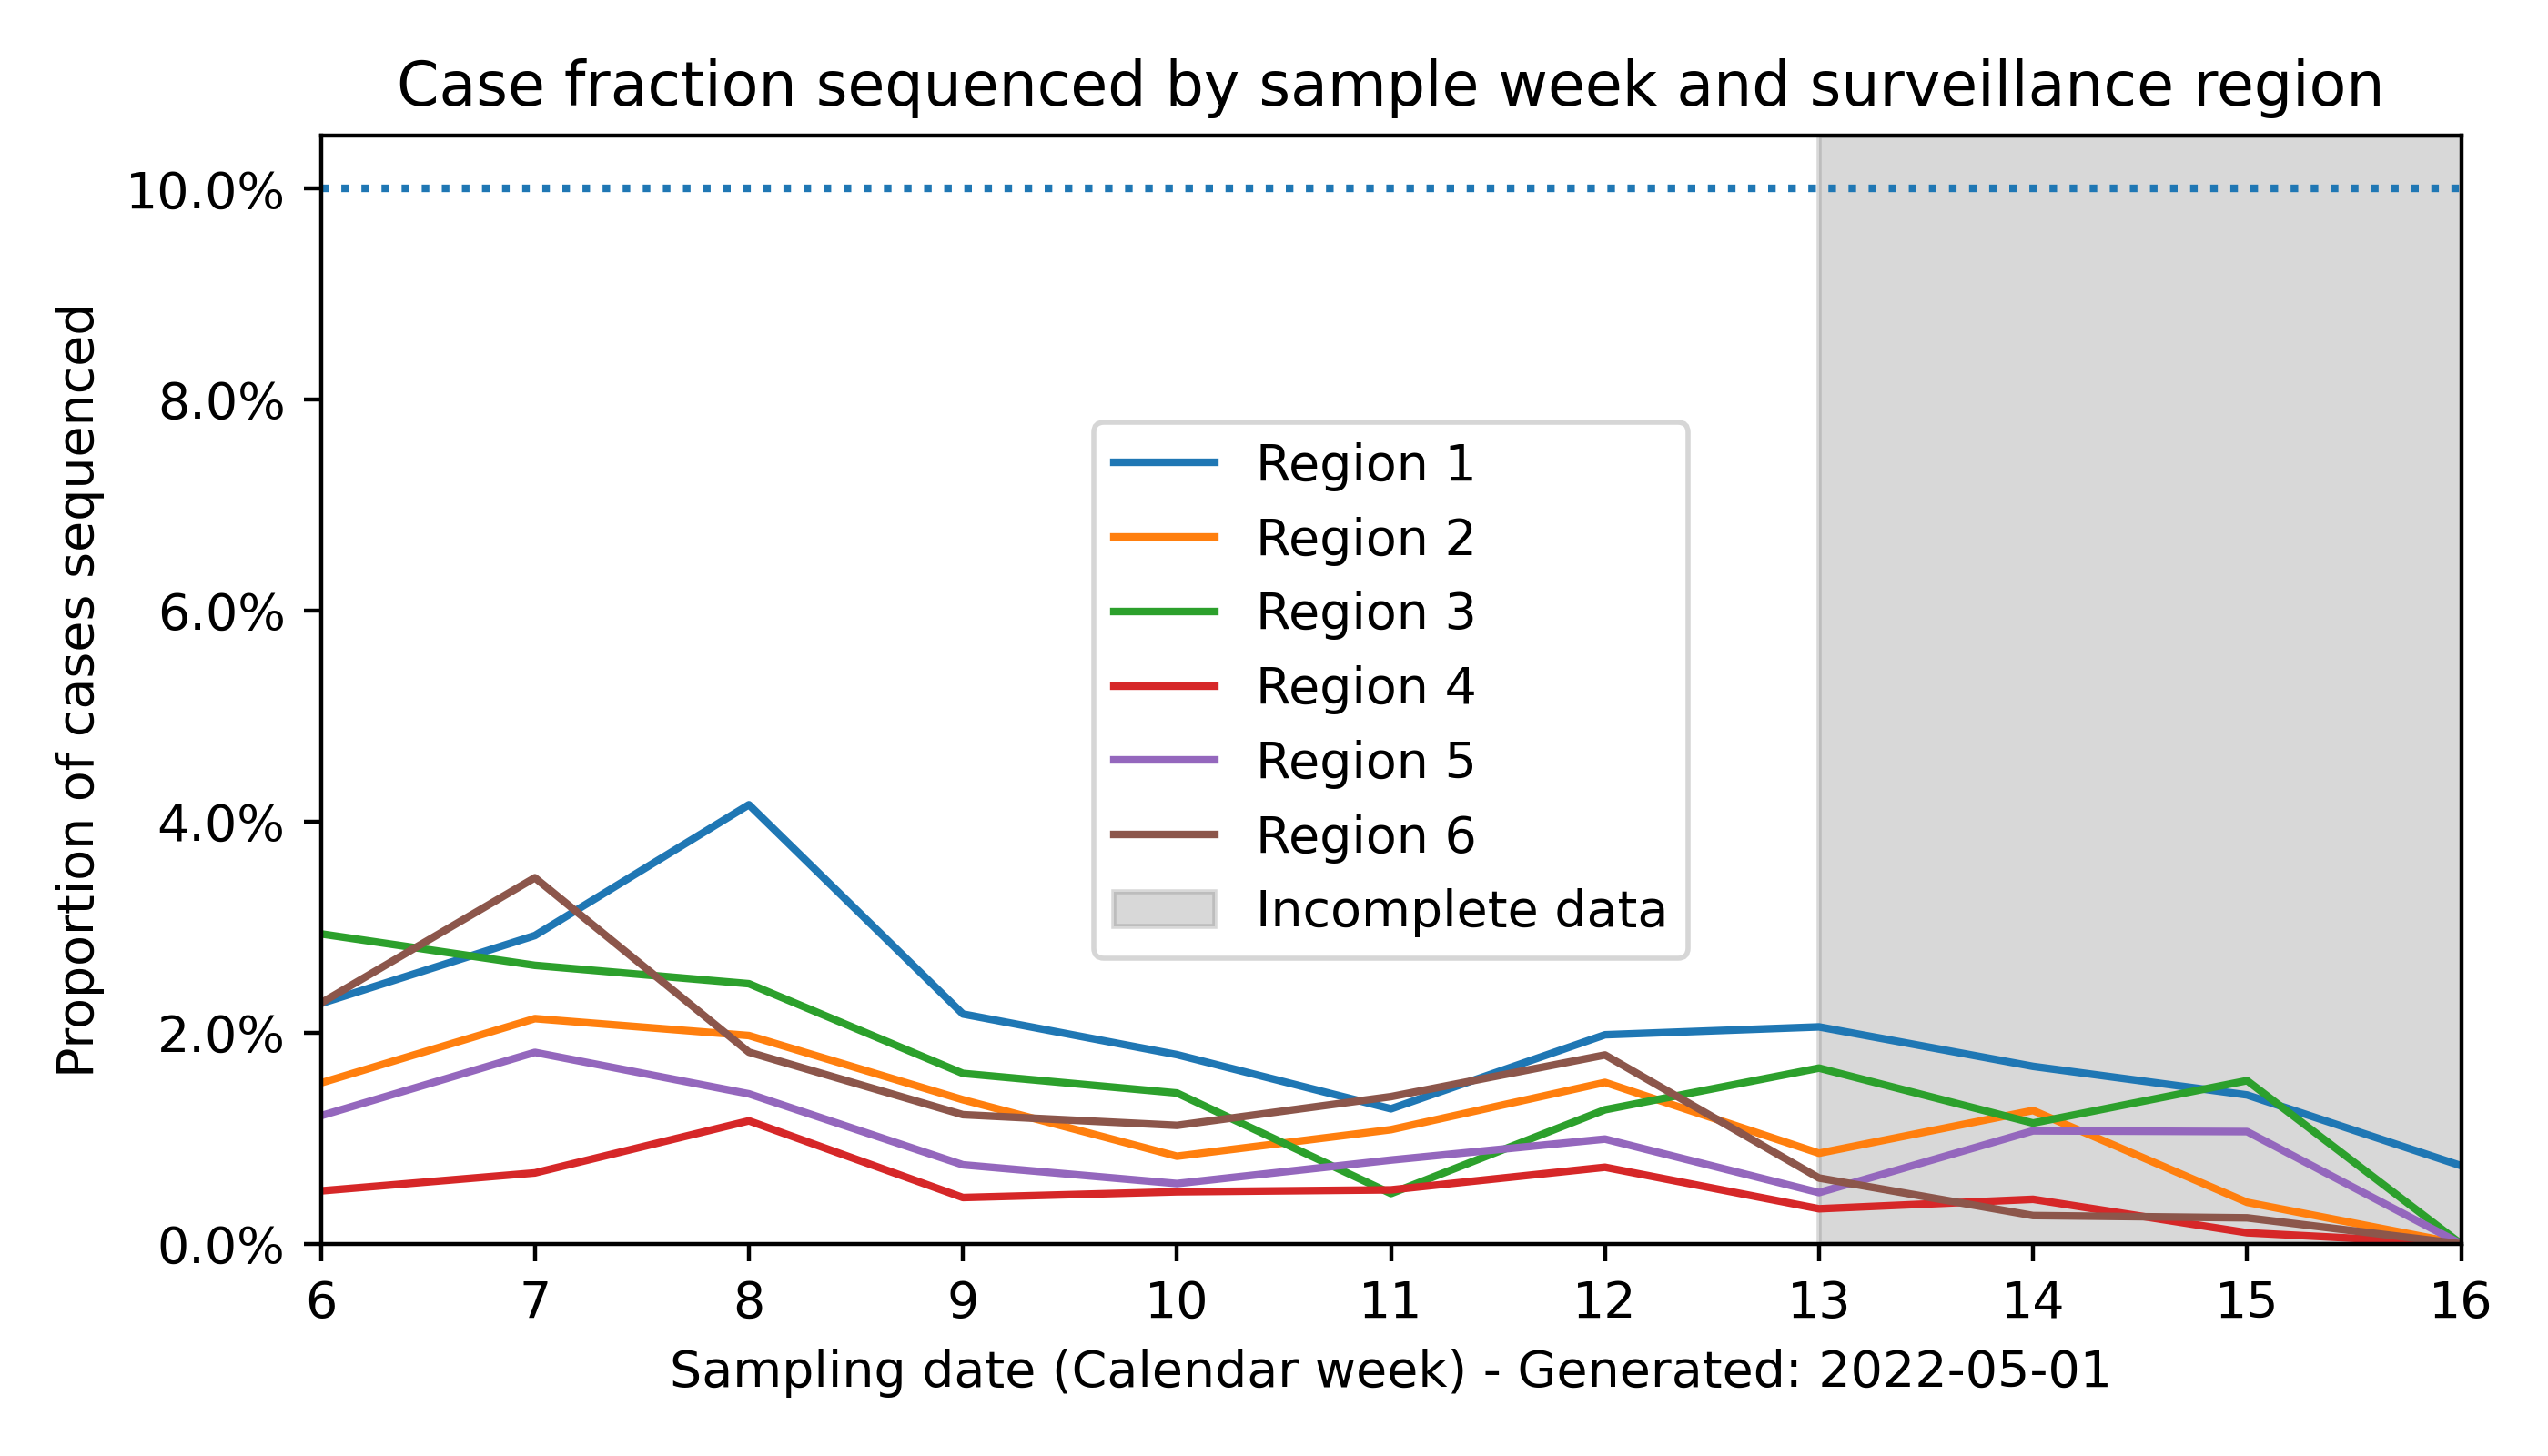 Case fraction sequenced by sample week and surveillance region
Proportion of cases sequenced
10.0%
8.0%
6.0%
4.0%
2.0%
0.0%
Region 1
Region 2
Region 3
Region 4
Region 5
Region 6
Incomplete data
6 7 8 9 10 11 12 13 14 15 16
Sampling date (Calendar week) - Generated: 2022-05-01